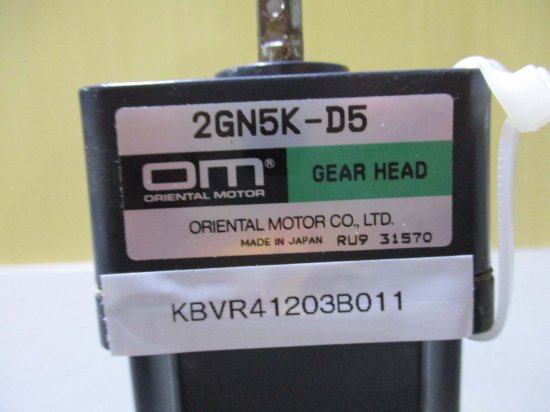 2GN5K-D5
om® GEAR HEAD
ORIENTAL MOTOR
ORIENTAL MOTOR CO., LTD.
MADE IN JAPAN RU9 31570
KBVR41203B011